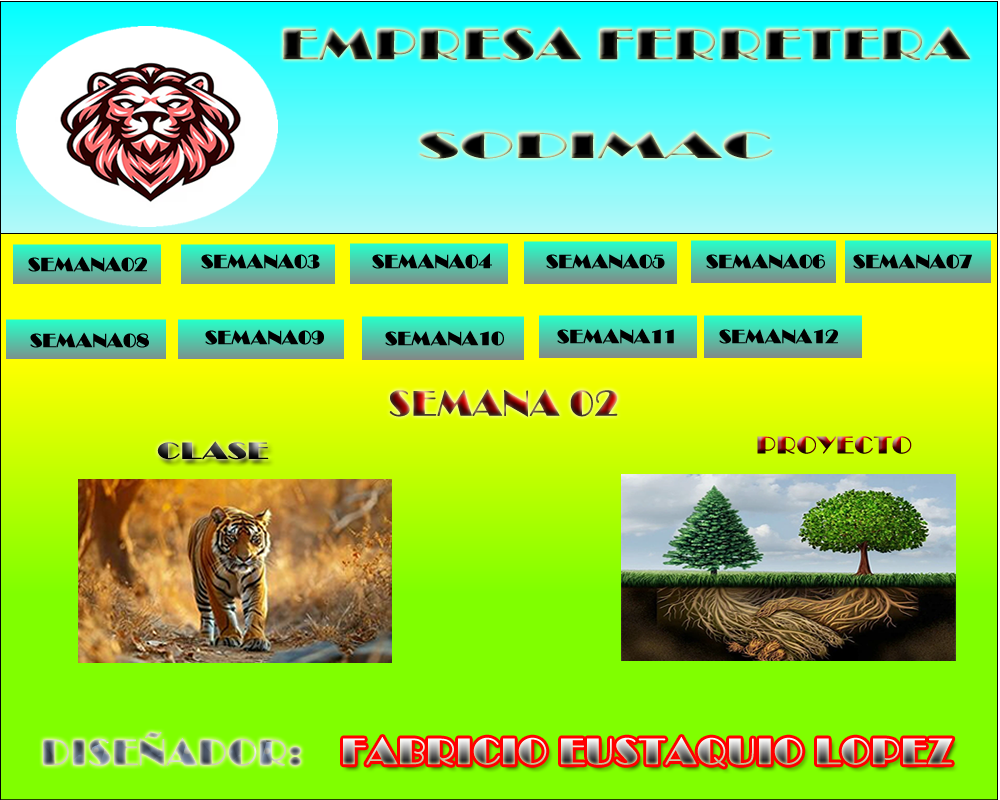 EMPRESA FERRETERA
SODIMAC
SEMANA02 SEMANA03 SEMANA04 SEMANA05 SEMANA06 SEMANA07
SEMANA08 SEMANA09 SEMANA10 SEMANA11 SEMANA12
SEMANA 02
CLASE
PROYECTO
DISEÑADOR: FABRICIO EUSTAQUIO LOPEZ